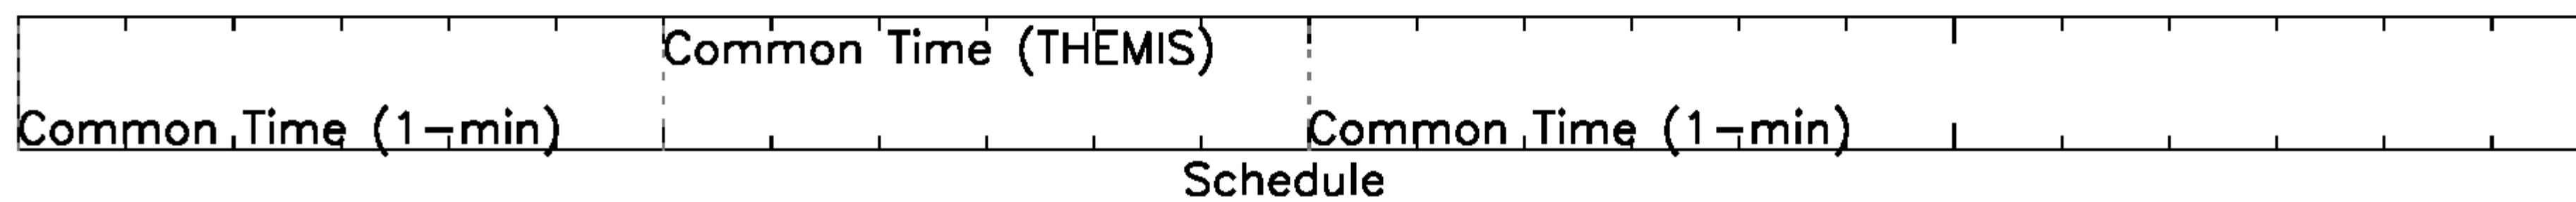 Common Time (THEMIS)
Common Time (1-min) Common Time (1-min)
Schedule